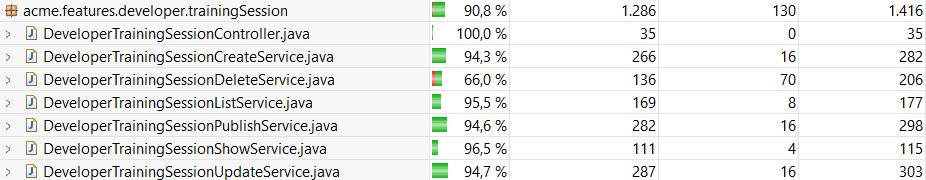 acme.features.developer.trainingSession 90,8 % 1.286 130 1.416
DeveloperTrainingSessionController.java 100,0 % 35 0 35
DeveloperTrainingSessionCreateService.java 94,3 % 266 16 282
DeveloperTrainingSessionDeleteService.java 66,0 % 136 70 206
DeveloperTrainingSessionListService.java 95,5 % 169 8 177
DeveloperTrainingSessionPublishService.java 94,6 % 282 16 298
DeveloperTrainingSessionShowService.java 96,5 % 111 4 115
DeveloperTrainingSessionUpdateService.java 94,7 % 287 16 303